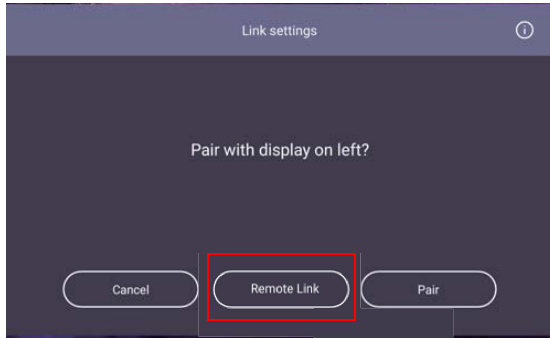 Link settings
Pair with display on left?
Cancel
Remote Link
Pair